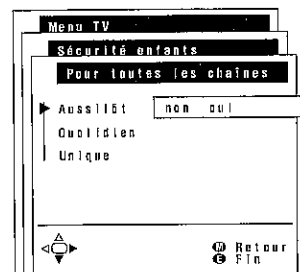 Menu TV
Sécurité enfants
Pour toutes les chaînes
Aussitôt non oui
Quotidien
Unique
M Retour
E Fin